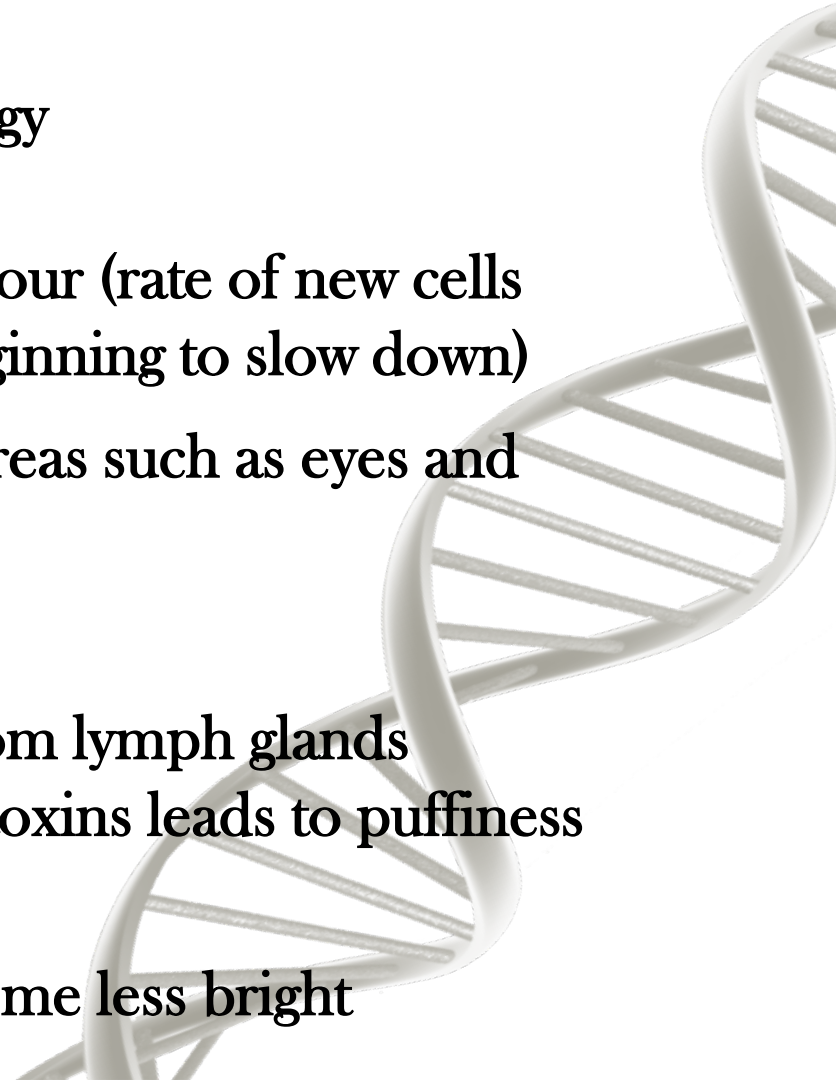 gy
our (rate of new cells
ginning to slow down)
reas such as eyes and
om lymph glands
oxins leads to puffiness
me less bright